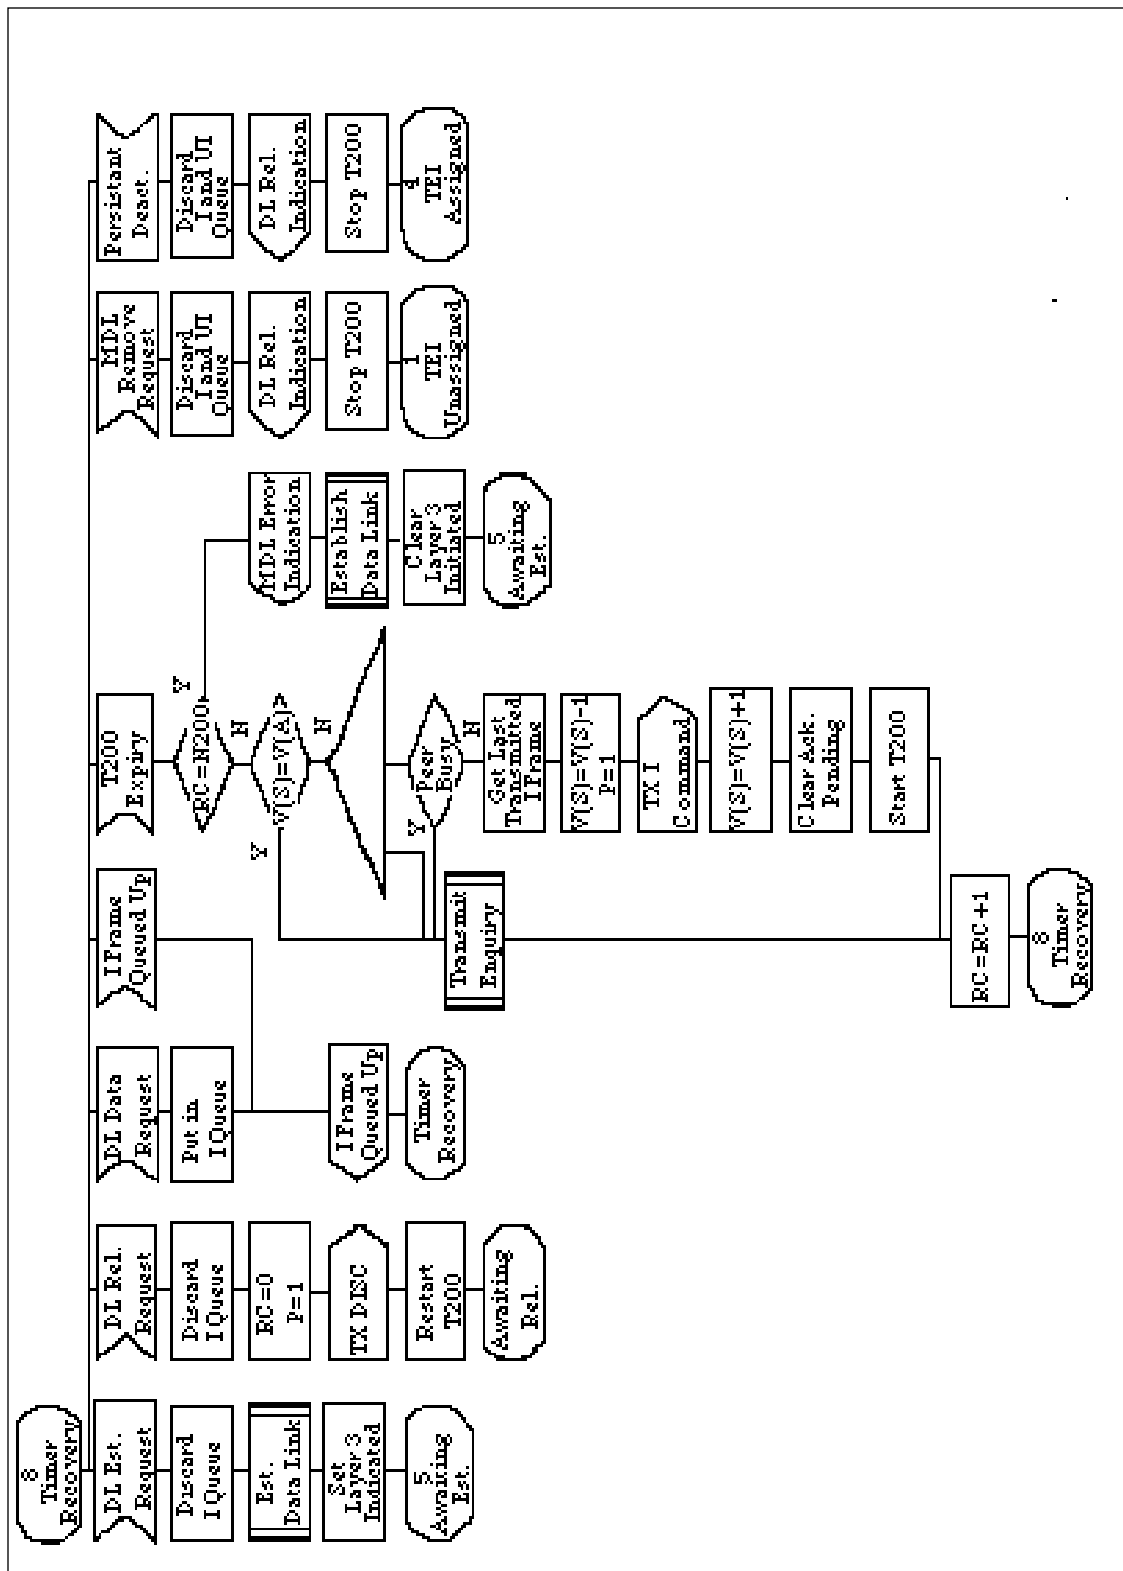 8
Timer
Recovery
DL Est.
Request
Discard
I Queue
Est.
Data Link
Set
Layer 3
Indicated
5
Awaiting
Est.
DL Rel.
Request
Discard
I Queue
RC=0
P=1
TX DISC
Restart
T200
Awaiting
Rel.
DL Data
Request
Put in
I Queue
I Frame
Queued Up
Timer
Recovery
I Frame
Queued Up
T200
Expiry
RC=N200
Y
N
V(S)=V(A)
Y
N
Peer
Busy
Y
N
Transmit
Enquiry
Get Last
Transmitted
I Frame
V(S)=V(S)-1
P=1
TX I
Command
V(S)=V(S)+1
Clear Ack..
Pending
Start T200
RC=RC+1
8
Timer
Recovery
MDL Error
Indication
Establish
Data Link
Clear
Layer 3
Initiated
5
Awaiting
Est.
MDL
Remove
Request
Discard
I and UI
Queue
DL Rel.
Indication
Stop T200
1
TEI
Unassigned
Persistant
Deact.
Discard
I and UI
Queue
DL Rel.
Indication
Stop T200
4
TEI
Assigned